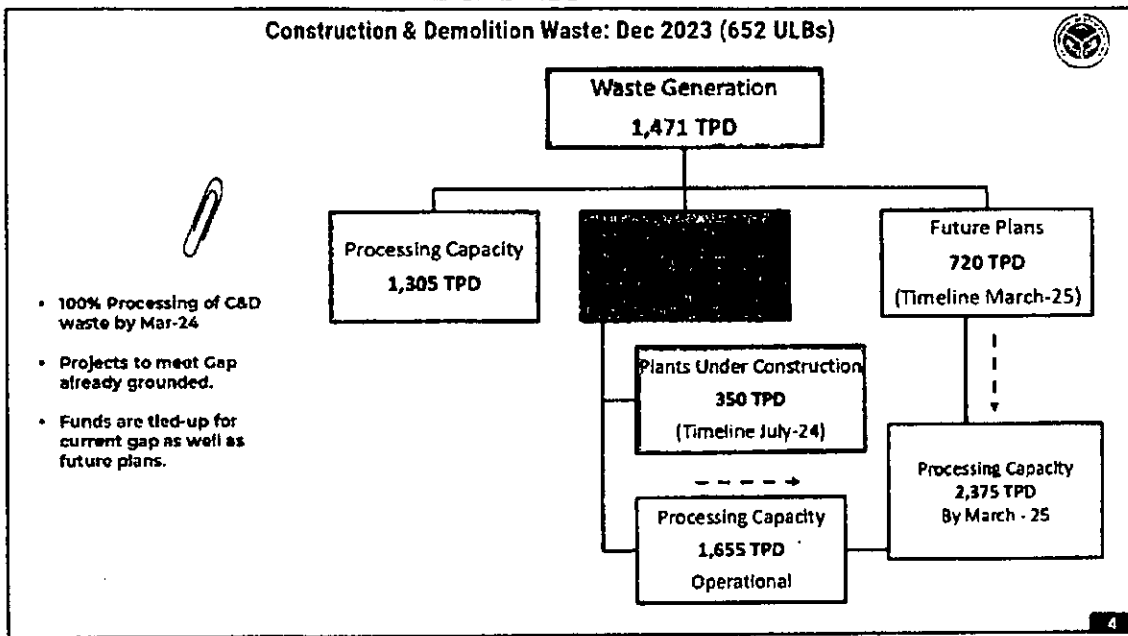 Construction & Demolition Waste: Dec 2023 (652 ULBs)
Waste Generation
1,471 TPD
Processing Capacity
1,305 TPD
Future Plans
720 TPD
(Timeline March-25)
• 100% Processing of C&D
waste by Mar-24
• Projects to meet Gap
already grounded.
• Funds are tied-up for
current gap as well as
future plans.
Plants Under Construction
350 TPD
(Timeline July-24)
Processing Capacity
1,655 TPD
Operational
Processing Capacity
2,375 TPD
By March - 25
4